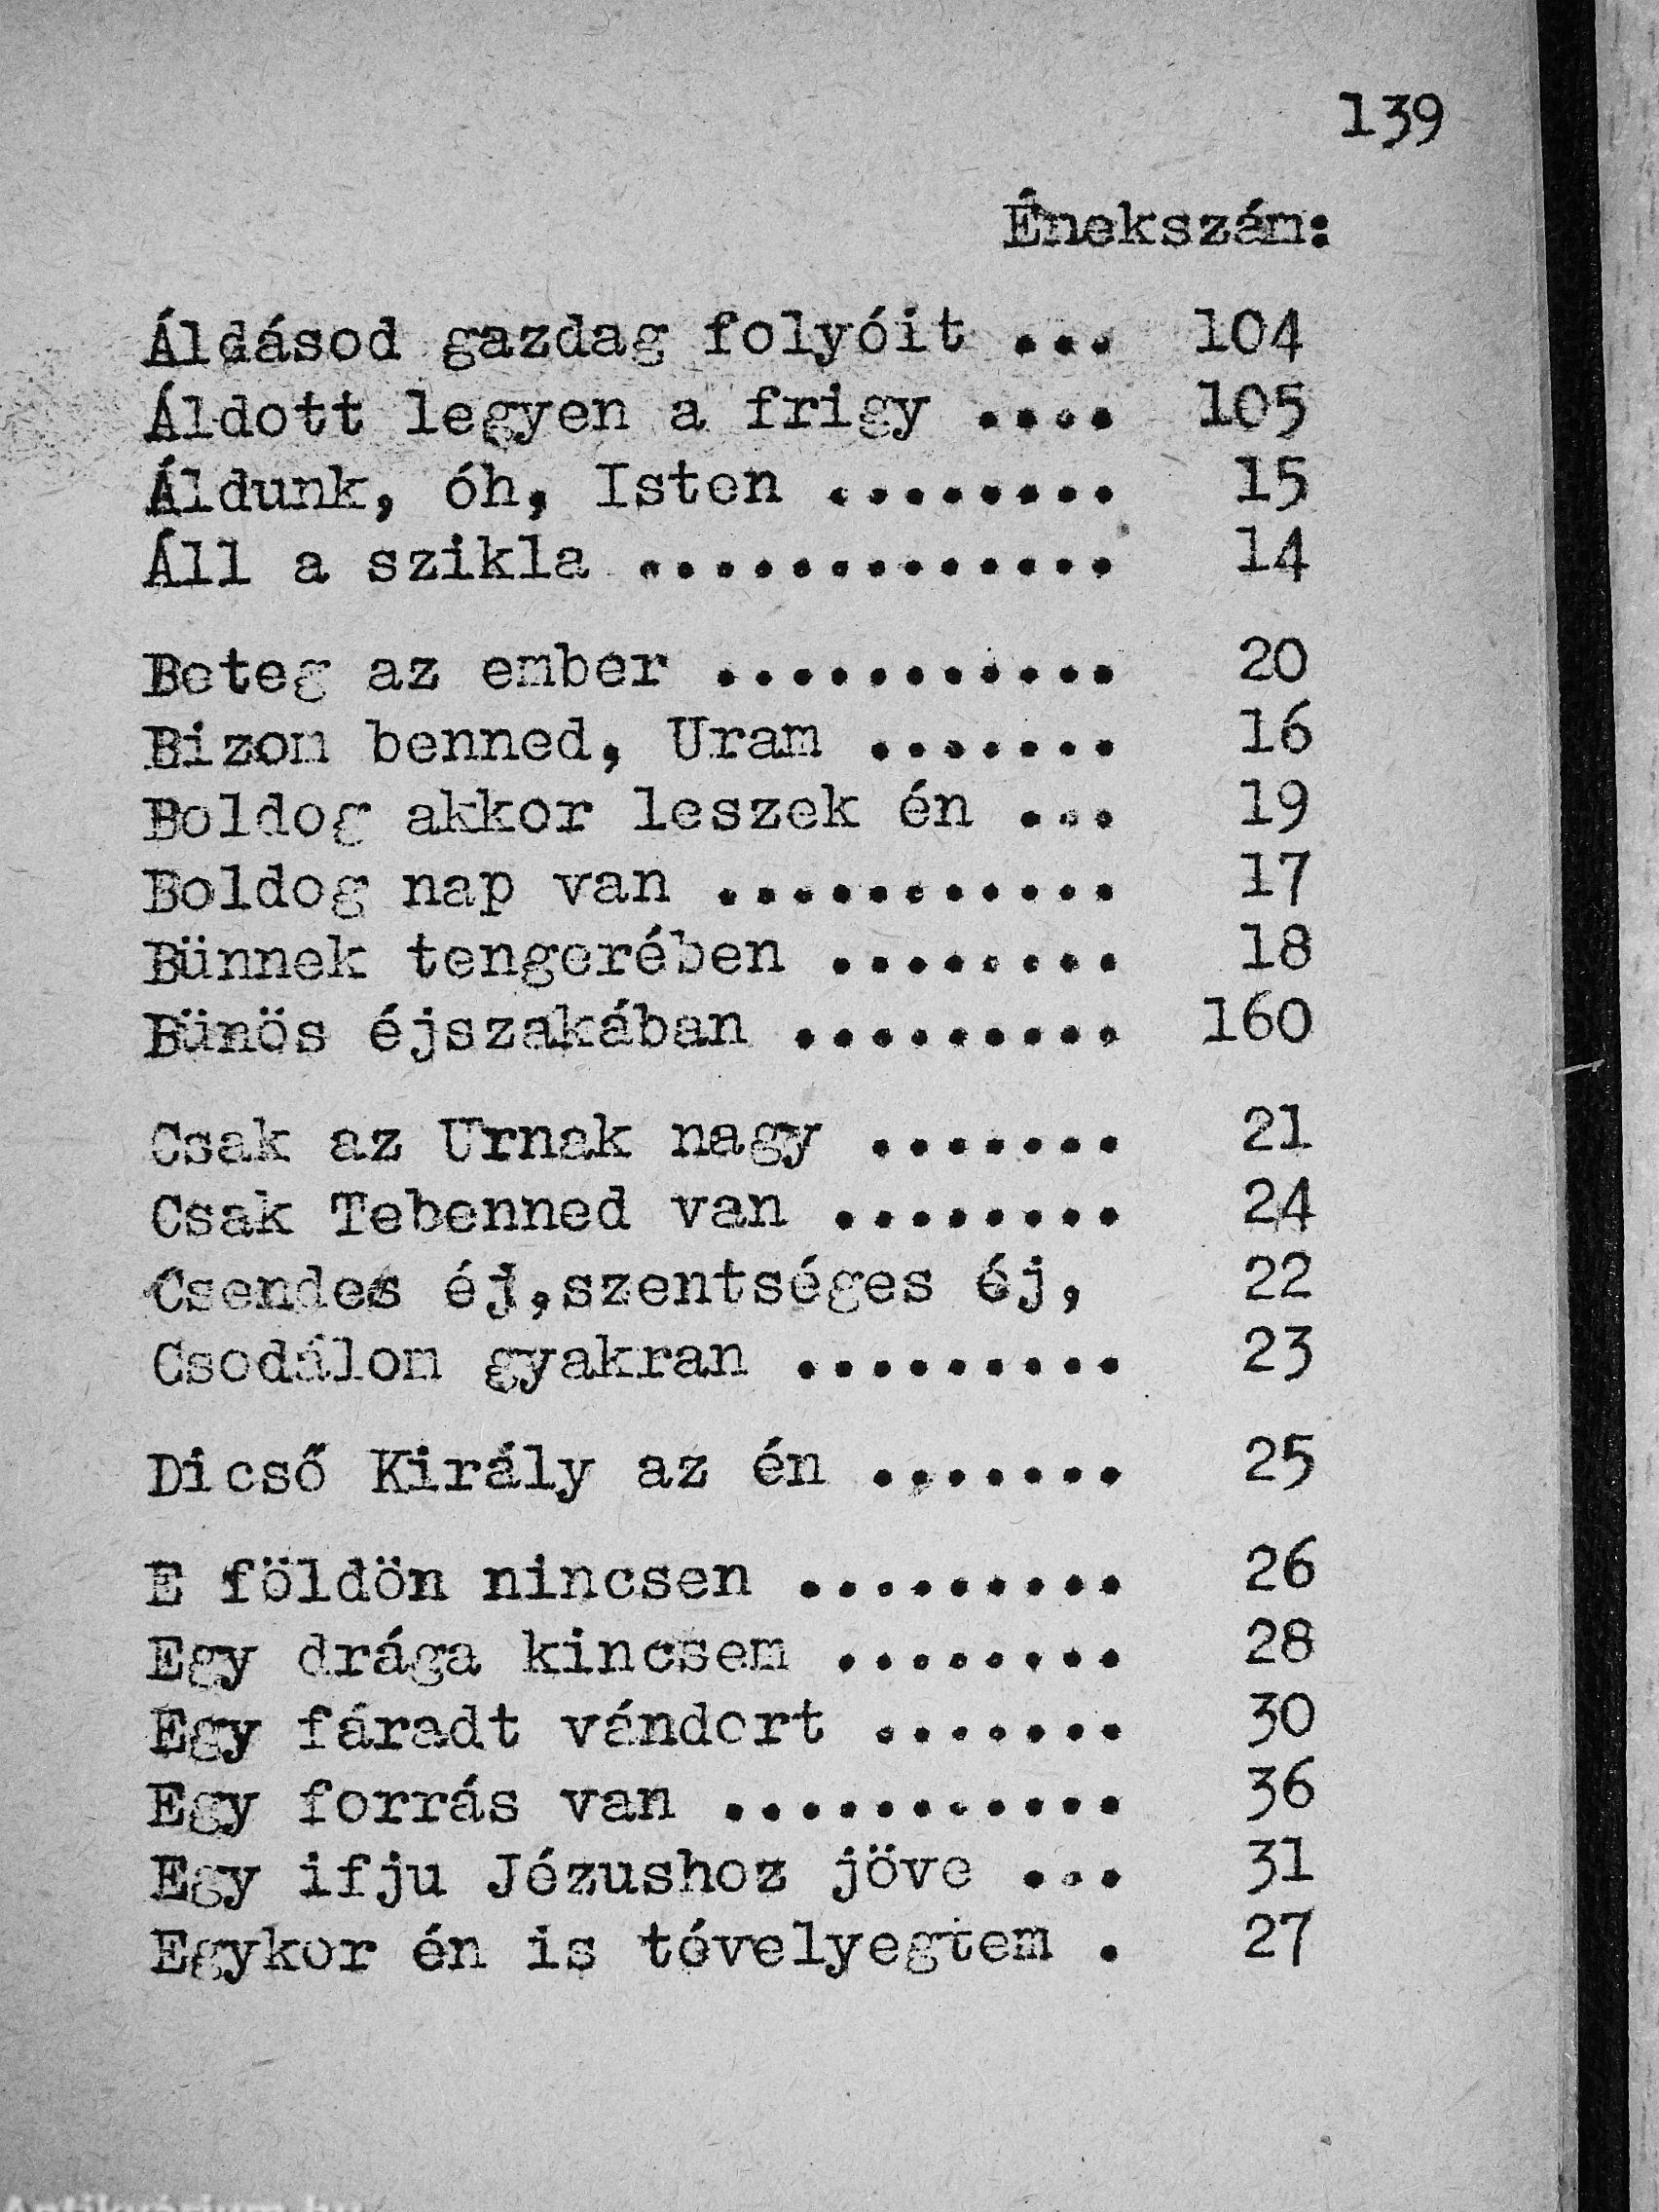 139
Énekszám:
Áldásod gazdag folyóit ... 104
Áldott legyen a frigy .... 105
Áldunk, óh, Isten ........ 15
Áll a szikla ............. 14
Beteg az ember ........... 20
Bizom benned, Uram ....... 16
Boldog akkor leszek én ... 19
Boldog nap van ........... 17
Bünnek tengerében ........ 18
Bünös éjszakában ......... 160
Csak az Urnak nagy ....... 21
Csak Tebenned van ........ 24
Csendes éj,szentséges éj, 22
Csodálom gyakran ......... 23
Dicső Király az én ....... 25
E földön nincsen ......... 26
Egy drága kincsem ........ 28
Egy fáradt vándort ....... 30
Egy forrás van ........... 36
Egy ifju Jézushoz jöve ... 31
Egykor én is tévelyegtem . 27